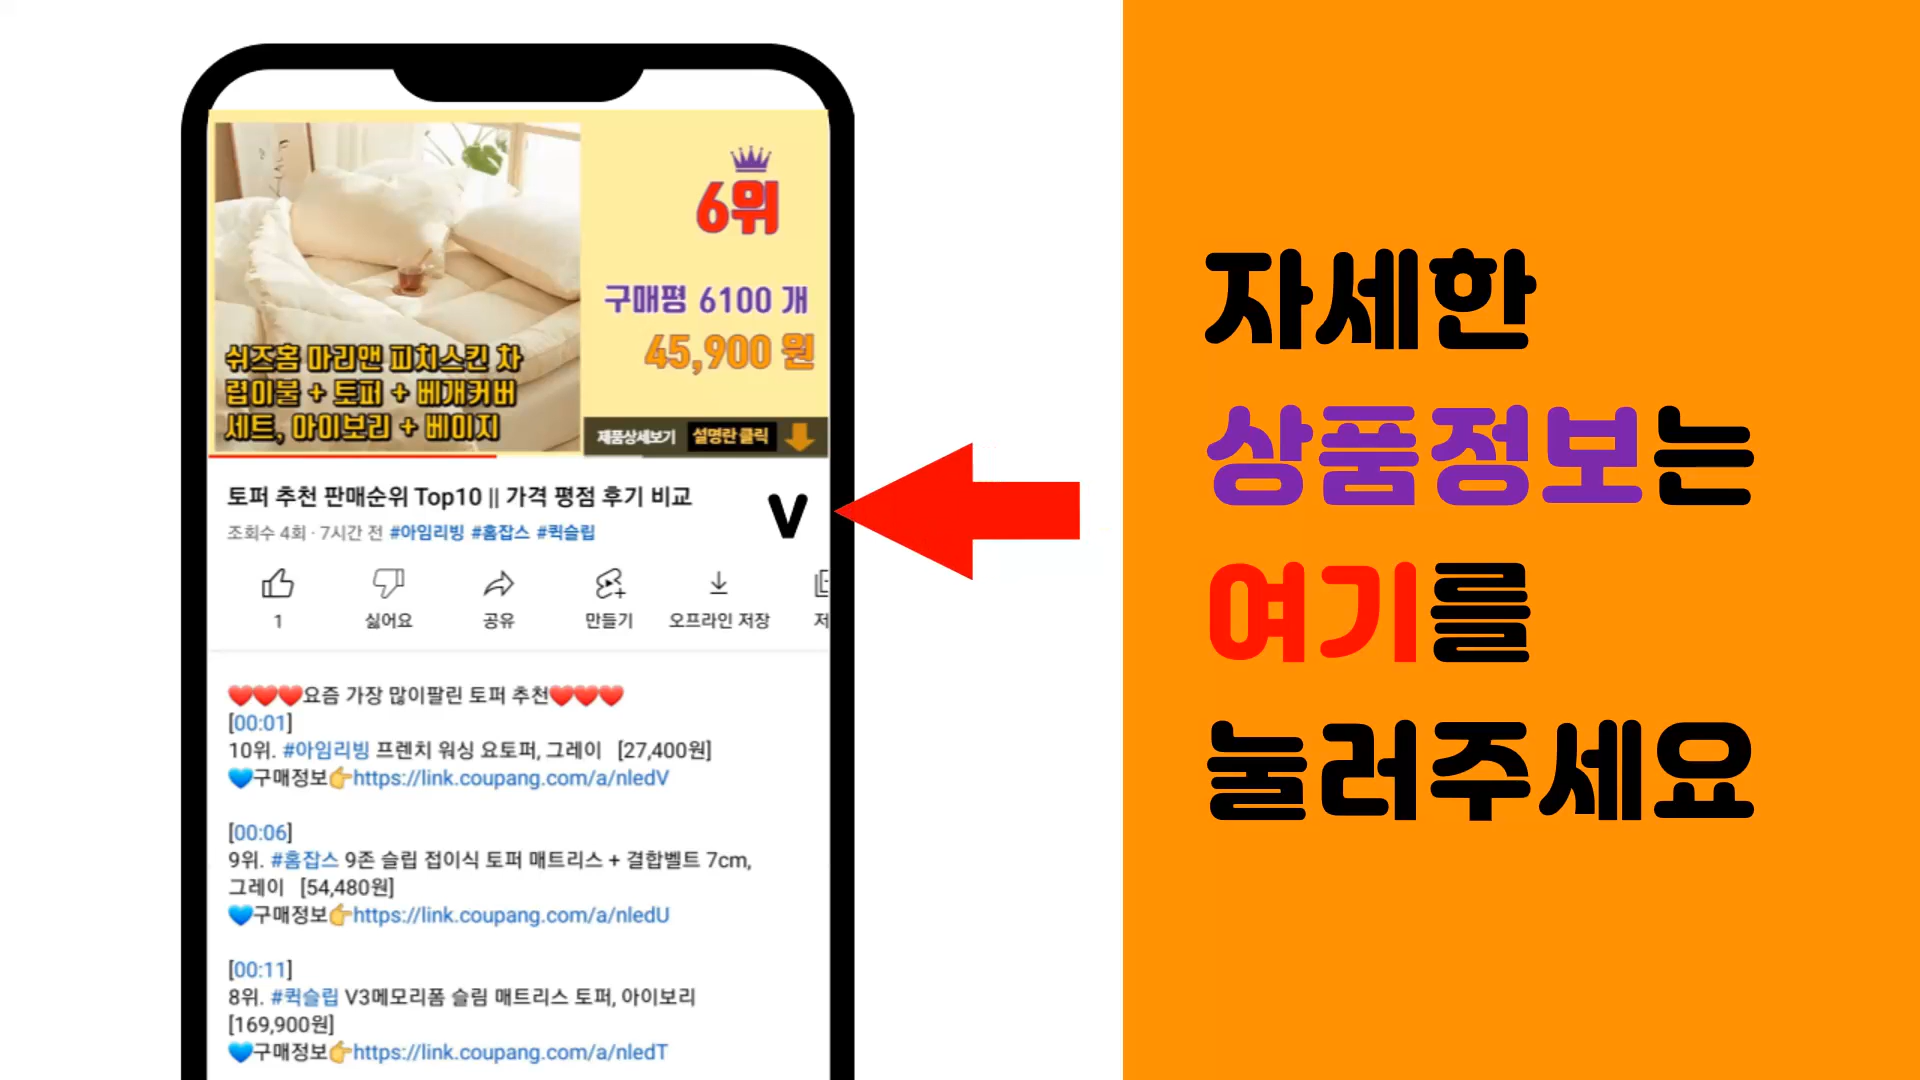 6위
구매평 6100 개
45,900 원
쉬즈홈 마리앤 피치스킨 차
렵이불 + 토퍼 + 베개커버
세트, 아이보리 + 베이지
제품상세보기 설명란 클릭
토퍼 추천 판매순위 Top10 || 가격 평점 후기 비교
V
조회수 4회 · 7시간 전 #아임리빙 #홈잡스 #퀵슬립
1 싫어요 공유 만들기 오프라인 저장 저
❤❤❤요즘 가장 많이팔린 토퍼 추천❤❤❤
[00:01]
10위. #아임리빙 프렌치 워싱 요토퍼, 그레이 [27,400원]
💙구매정보👉https://link.coupang.com/a/nledV
[00:06]
9위. #홈잡스 9존 슬립 접이식 토퍼 매트리스 + 결합벨트 7cm,
그레이 [54,480원]
💙구매정보👉https://link.coupang.com/a/nledU
[00:11]
8위. #퀵슬립 V3메모리폼 슬림 매트리스 토퍼, 아이보리
[169,900원]
💙구매정보👉https://link.coupang.com/a/nledT
자세한
상품정보는
여기를
눌러주세요